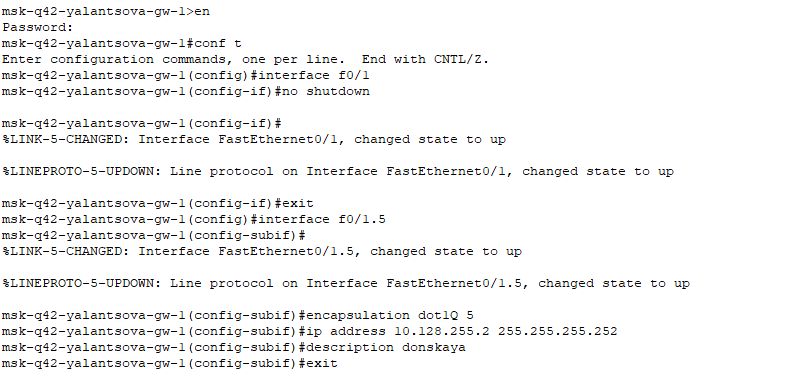 msk-q42-yalantsova-gw-1>en
Password:
msk-q42-yalantsova-gw-1#conf t
Enter configuration commands, one per line.  End with CNTL/Z.
msk-q42-yalantsova-gw-1(config)#interface f0/1
msk-q42-yalantsova-gw-1(config-if)#no shutdown
msk-q42-yalantsova-gw-1(config-if)#
%LINK-5-CHANGED: Interface FastEthernet0/1, changed state to up
%LINEPROTO-5-UPDOWN: Line protocol on Interface FastEthernet0/1, changed state to up
msk-q42-yalantsova-gw-1(config-if)#exit
msk-q42-yalantsova-gw-1(config)#interface f0/1.5
msk-q42-yalantsova-gw-1(config-subif)#
%LINK-5-CHANGED: Interface FastEthernet0/1.5, changed state to up
%LINEPROTO-5-UPDOWN: Line protocol on Interface FastEthernet0/1.5, changed state to up
msk-q42-yalantsova-gw-1(config-subif)#encapsulation dot1Q 5
msk-q42-yalantsova-gw-1(config-subif)#ip address 10.128.255.2 255.255.255.252
msk-q42-yalantsova-gw-1(config-subif)#description donskaya
msk-q42-yalantsova-gw-1(config-subif)#exit